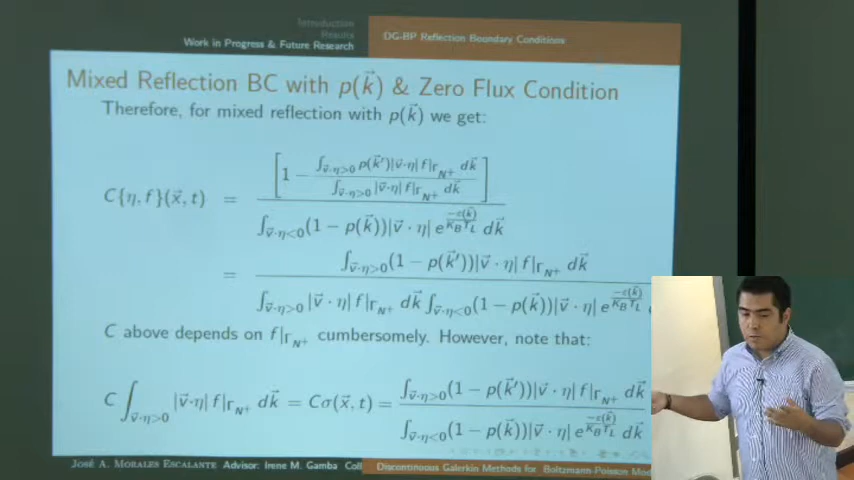 Introduction
Results
Work in Progress & Future Research
DG-BP Reflection Boundary Conditions
Mixed Reflection BC with p(k⃗) & Zero Flux Condition
Therefore, for mixed reflection with p(k⃗) we get:
C{η, f}(x⃗, t) = [1 − ∫_{v⃗·η>0} p(k⃗′)|v⃗·η| f|_{Γ_{N⁺}} dk⃗ / ∫_{v⃗·η>0} |v⃗·η| f|_{Γ_{N⁺}} dk⃗] / ∫_{v⃗·η<0} (1 − p(k⃗))|v⃗ · η| e^{−ε(k⃗)/K_B T_L} dk⃗
= ∫_{v⃗·η>0} (1 − p(k⃗′))|v⃗ · η| f|_{Γ_{N⁺}} dk⃗ / ∫_{v⃗·η>0} |v⃗ · η| f|_{Γ_{N⁺}} dk⃗ ∫_{v⃗·η<0} (1 − p(k⃗))|v⃗ · η| e^{−ε(k⃗)/K_B T_L}
C above depends on f|_{Γ_{N⁺}} cumbersomely. However, note that:
C ∫_{v⃗·η>0} |v⃗·η| f|_{Γ_{N⁺}} dk⃗ = Cσ(x⃗, t) = ∫_{v⃗·η>0} (1 − p(k⃗′))|v⃗ · η| f|_{Γ_{N⁺}} dk⃗ / ∫_{v⃗·η<0} (1 − p(k⃗))|v⃗ · η| e^{−ε(k⃗)/K_B T_L} dk⃗
José A. Morales Escalante Advisor: Irene M. Gamba Coll
Discontinuous Galerkin Methods for Boltzmann-Poisson Mod